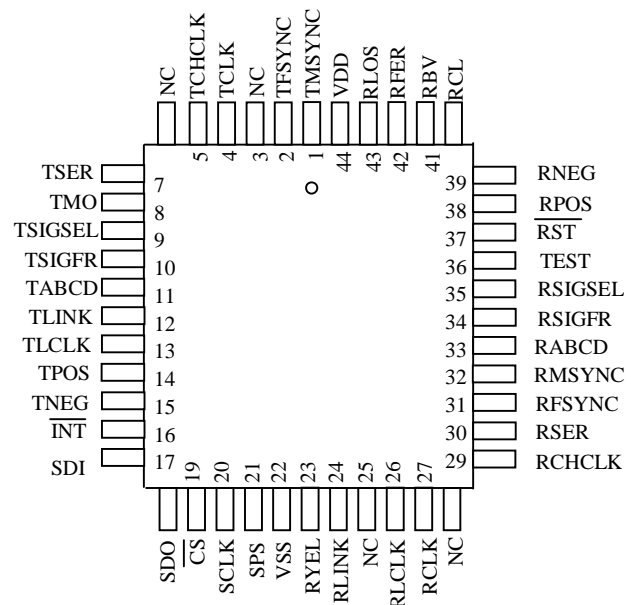 NC TCHCLK TCLK NC TFSYNC TMSYNC VDD RLOS RFER RBV RCL
5 4 3 2 1 44 43 42 41
TSER 7 39 RNEG
TMO 8 38 RPOS
TSIGSEL 9 37 RST
TSIGFR 10 36 TEST
TABCD 11 35 RSIGSEL
TLINK 12 34 RSIGFR
TLCLK 13 33 RABCD
TPOS 14 32 RMSYNC
TNEG 15 31 RFSYNC
INT 16 30 RSER
SDI 17 29 RCHCLK
19 20 21 22 23 24 25 26 27
SDO CS SCLK SPS VSS RYEL RLINK NC RLCLK RCLK NC